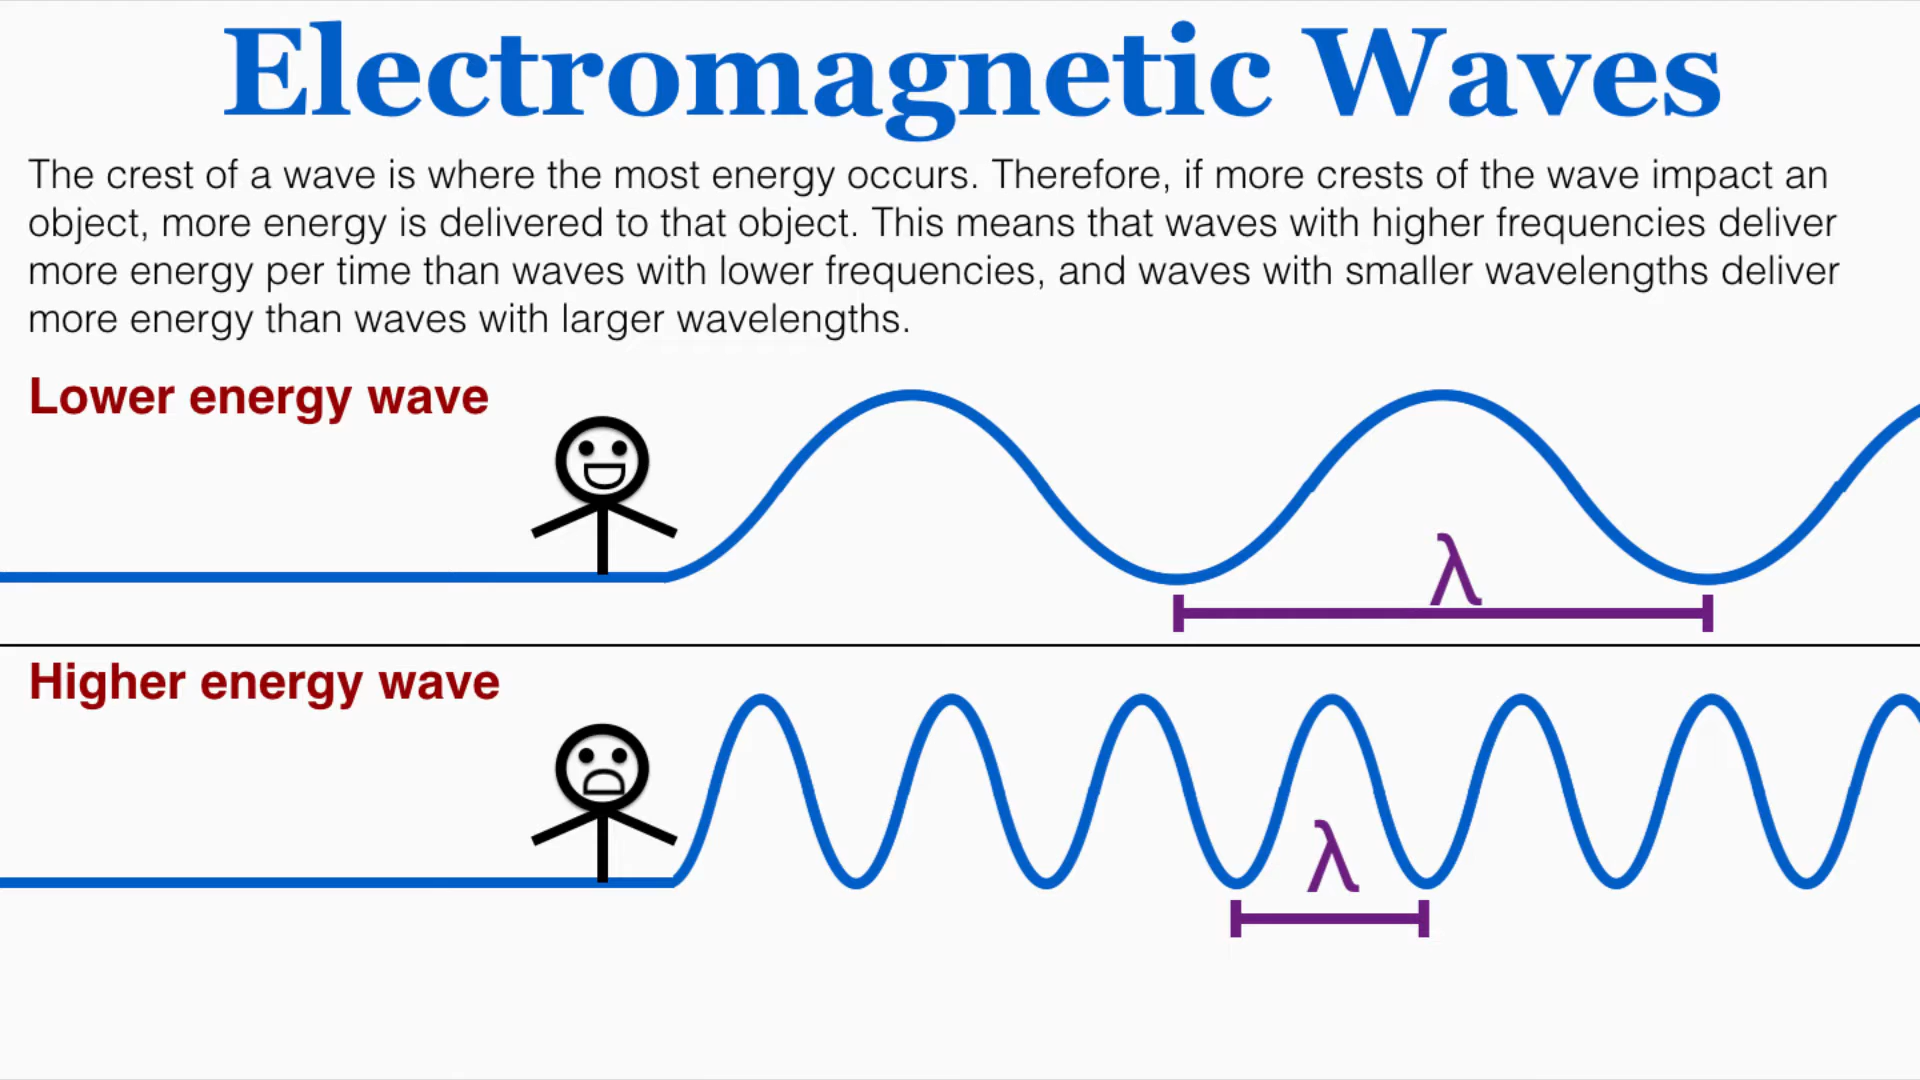 Electromagnetic Waves
The crest of a wave is where the most energy occurs. Therefore, if more crests of the wave impact an
object, more energy is delivered to that object. This means that waves with higher frequencies deliver
more energy per time than waves with lower frequencies, and waves with smaller wavelengths deliver
more energy than waves with larger wavelengths.
Lower energy wave
λ
Higher energy wave
λ